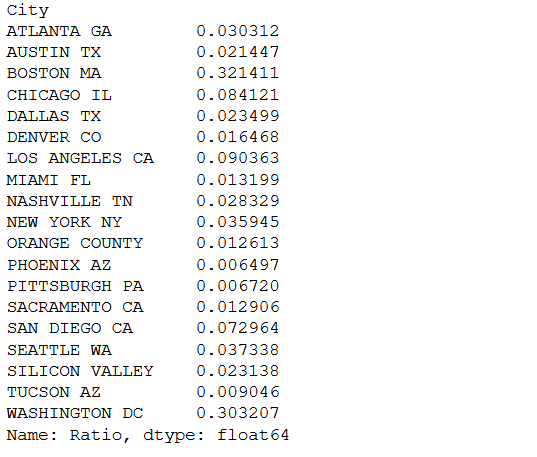 City
ATLANTA GA 0.030312
AUSTIN TX 0.021447
BOSTON MA 0.321411
CHICAGO IL 0.084121
DALLAS TX 0.023499
DENVER CO 0.016468
LOS ANGELES CA 0.090363
MIAMI FL 0.013199
NASHVILLE TN 0.028329
NEW YORK NY 0.035945
ORANGE COUNTY 0.012613
PHOENIX AZ 0.006497
PITTSBURGH PA 0.006720
SACRAMENTO CA 0.012906
SAN DIEGO CA 0.072964
SEATTLE WA 0.037338
SILICON VALLEY 0.023138
TUCSON AZ 0.009046
WASHINGTON DC 0.303207
Name: Ratio, dtype: float64